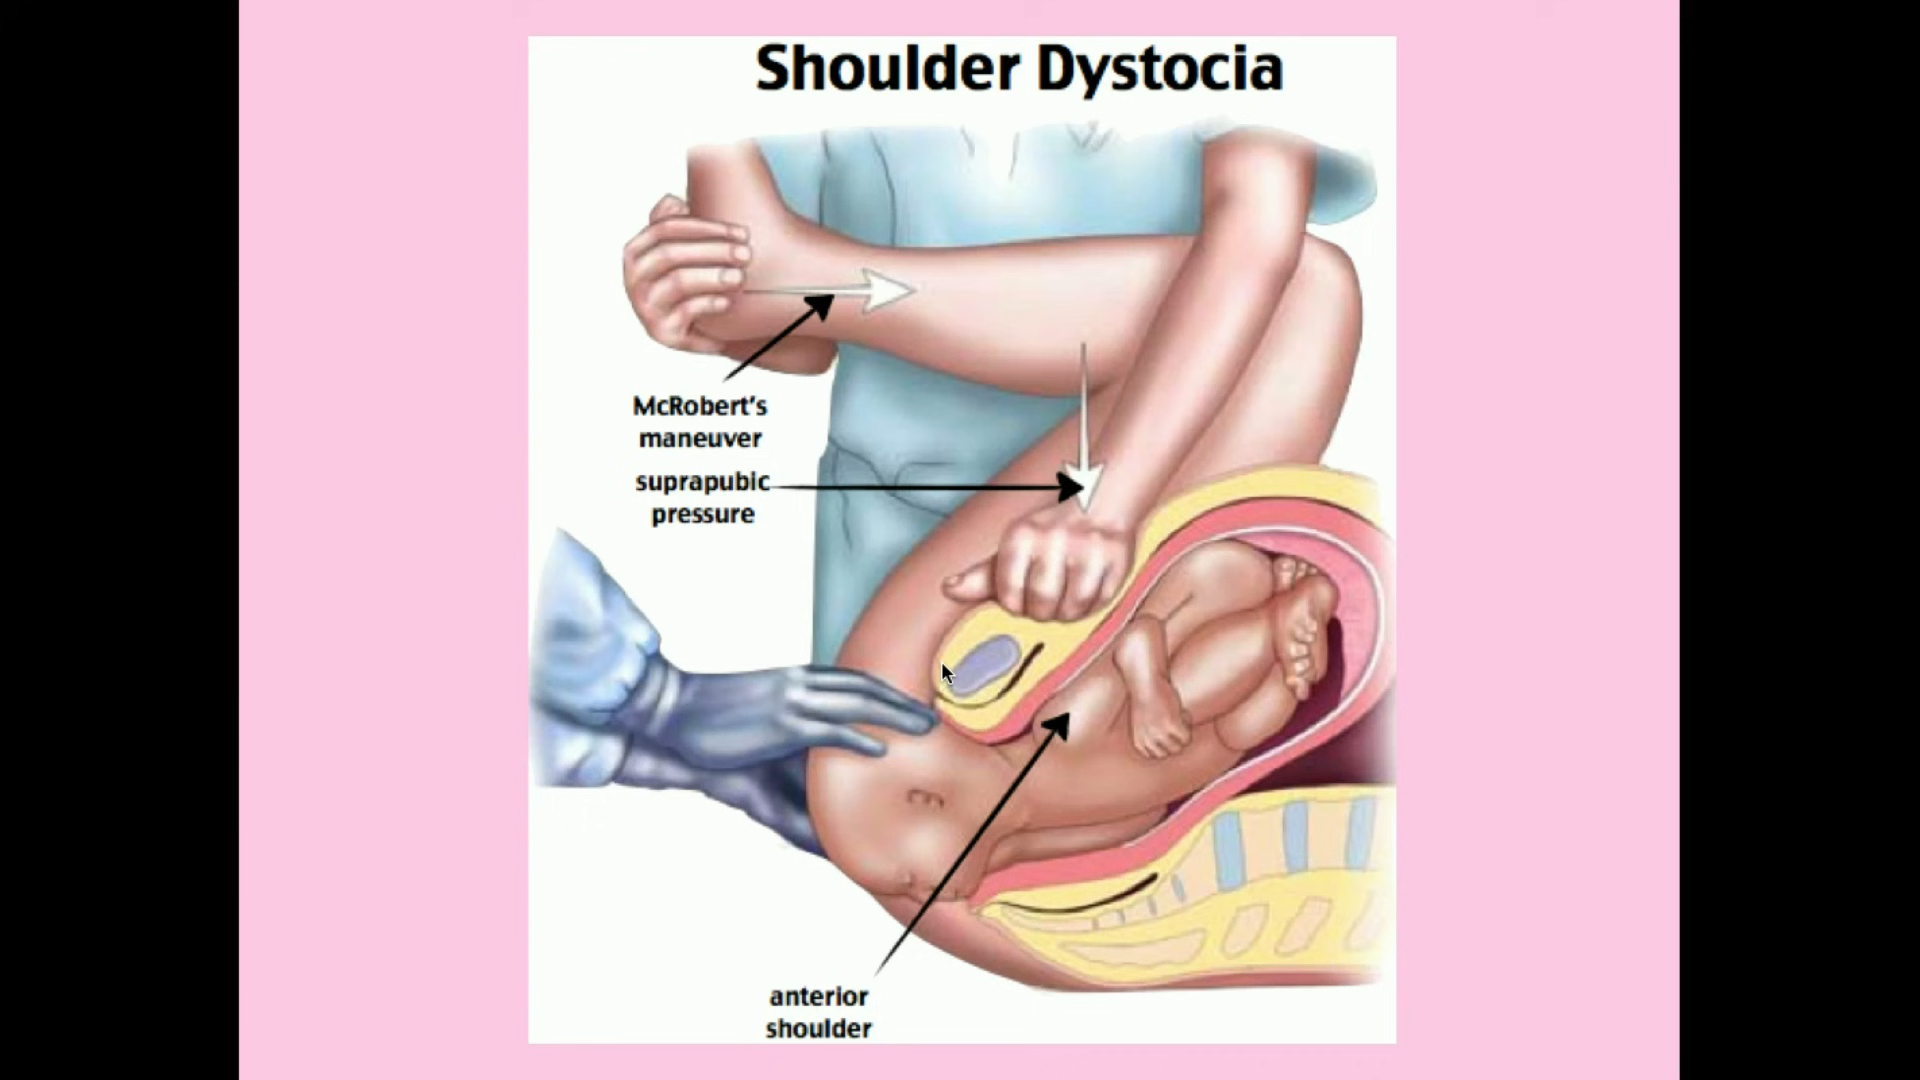 Shoulder Dystocia
McRobert's
maneuver
suprapubic
pressure
anterior
shoulder